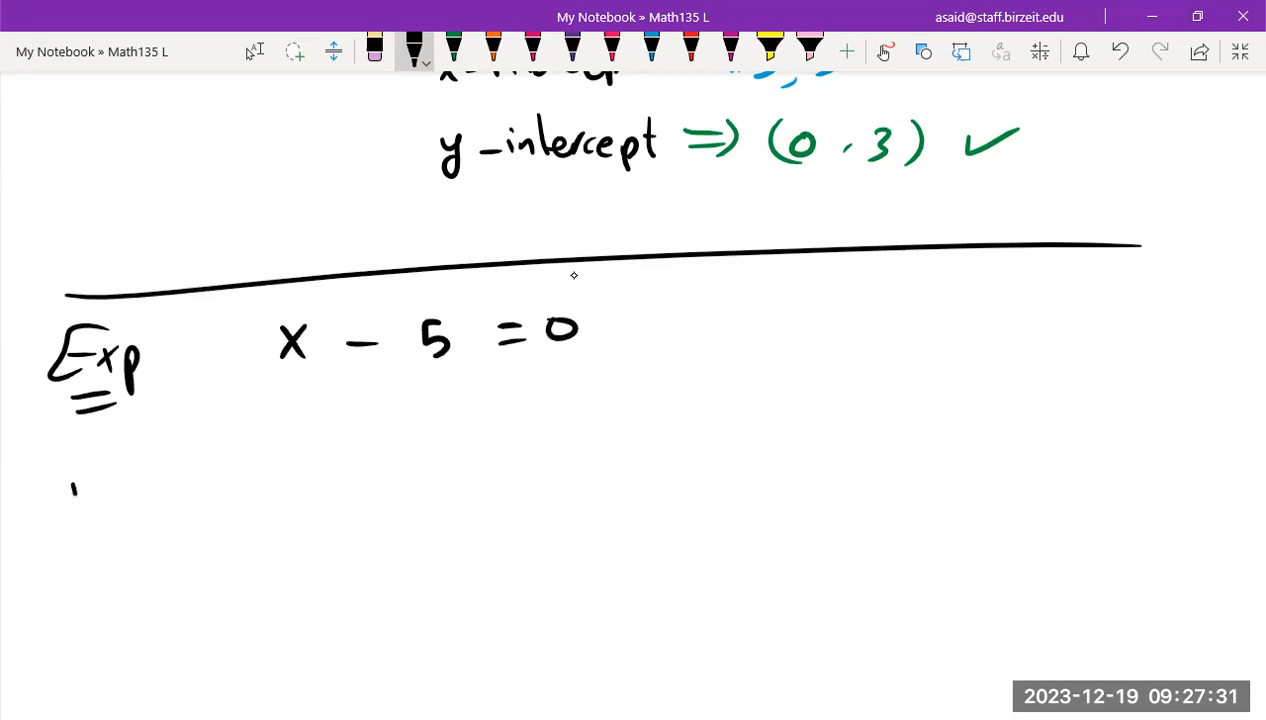 My Notebook » Math135 L
asaid@staff.birzeit.edu
My Notebook » Math135 L
y-intercept => (0, 3) ✓
Exp x - 5 = 0
2023-12-19 09:27:31